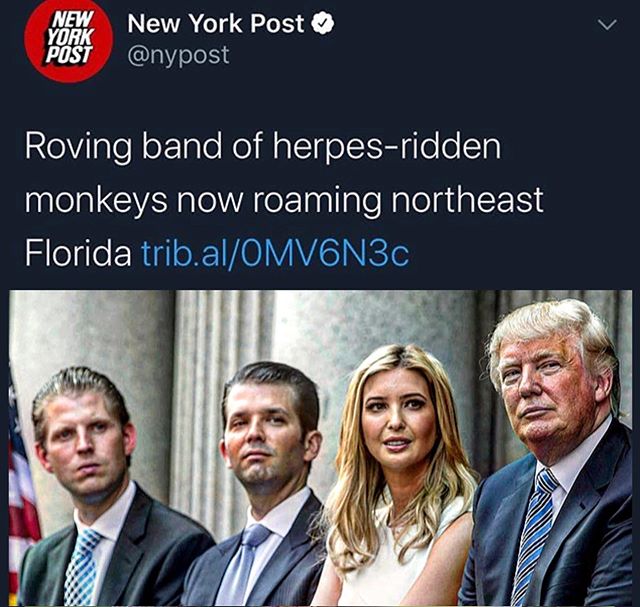 NEW
YORK
POST
New York Post
@nypost
Roving band of herpes-ridden
monkeys now roaming northeast
Florida trib.al/0MV6N3c